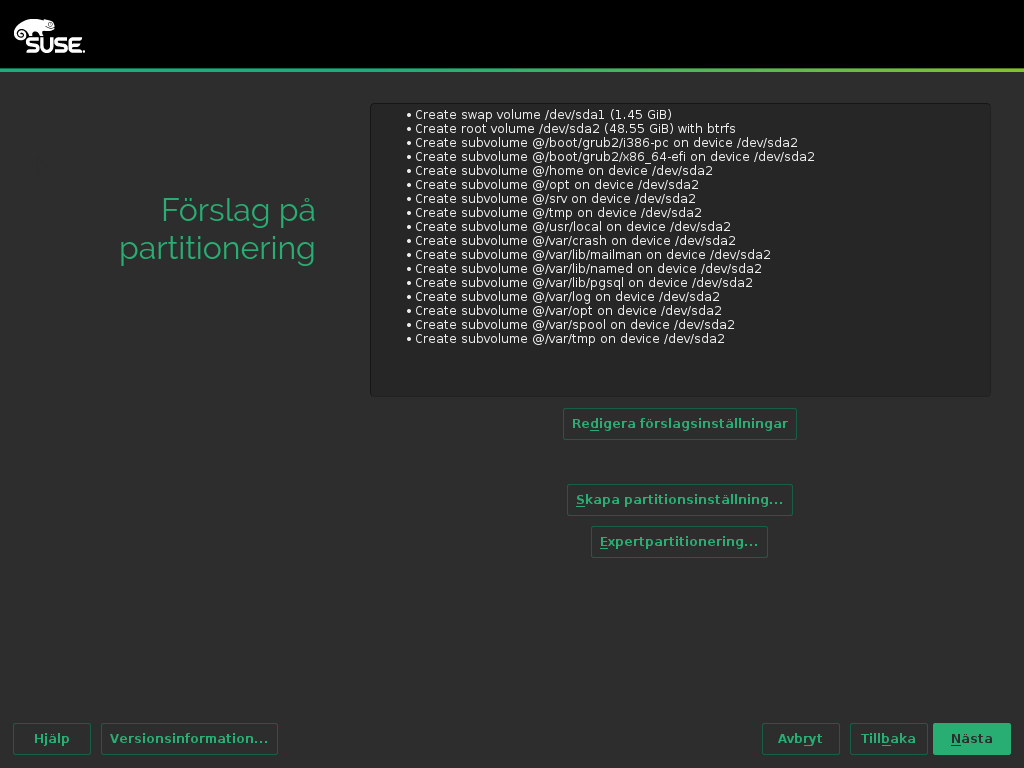 SUSE.
Förslag på
partitionering
• Create swap volume /dev/sda1 (1.45 GiB)
• Create root volume /dev/sda2 (48.55 GiB) with btrfs
• Create subvolume @/boot/grub2/i386-pc on device /dev/sda2
• Create subvolume @/boot/grub2/x86_64-efi on device /dev/sda2
• Create subvolume @/home on device /dev/sda2
• Create subvolume @/opt on device /dev/sda2
• Create subvolume @/srv on device /dev/sda2
• Create subvolume @/tmp on device /dev/sda2
• Create subvolume @/usr/local on device /dev/sda2
• Create subvolume @/var/crash on device /dev/sda2
• Create subvolume @/var/lib/mailman on device /dev/sda2
• Create subvolume @/var/lib/named on device /dev/sda2
• Create subvolume @/var/lib/pgsql on device /dev/sda2
• Create subvolume @/var/log on device /dev/sda2
• Create subvolume @/var/opt on device /dev/sda2
• Create subvolume @/var/spool on device /dev/sda2
• Create subvolume @/var/tmp on device /dev/sda2
Redigera förslagsinställningar
Skapa partitionsinställning...
Expertpartitionering...
Hjälp
Versionsinformation...
Avbryt
Tillbaka
Nästa